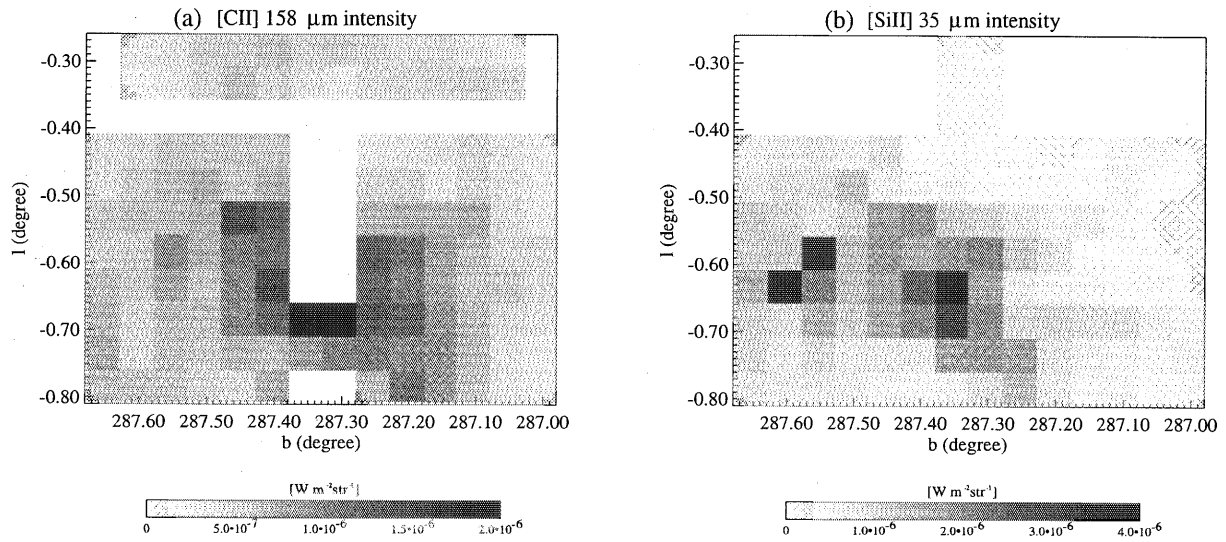 (a) [CII] 158 μm intensity
-0.30
-0.40
-0.50
-0.60
-0.70
-0.80
l (degree)
287.60 287.50 287.40 287.30 287.20 287.10 287.00
b (degree)
[W m⁻²str⁻¹]
0 5.0•10⁻⁷ 1.0•10⁻⁶ 1.5•10⁻⁶ 2.0•10⁻⁶
(b) [SiII] 35 μm intensity
-0.30
-0.40
-0.50
-0.60
-0.70
-0.80
l (degree)
287.60 287.50 287.40 287.30 287.20 287.10 287.00
b (degree)
[W m⁻²str⁻¹]
0 1.0•10⁻⁶ 2.0•10⁻⁶ 3.0•10⁻⁶ 4.0•10⁻⁶